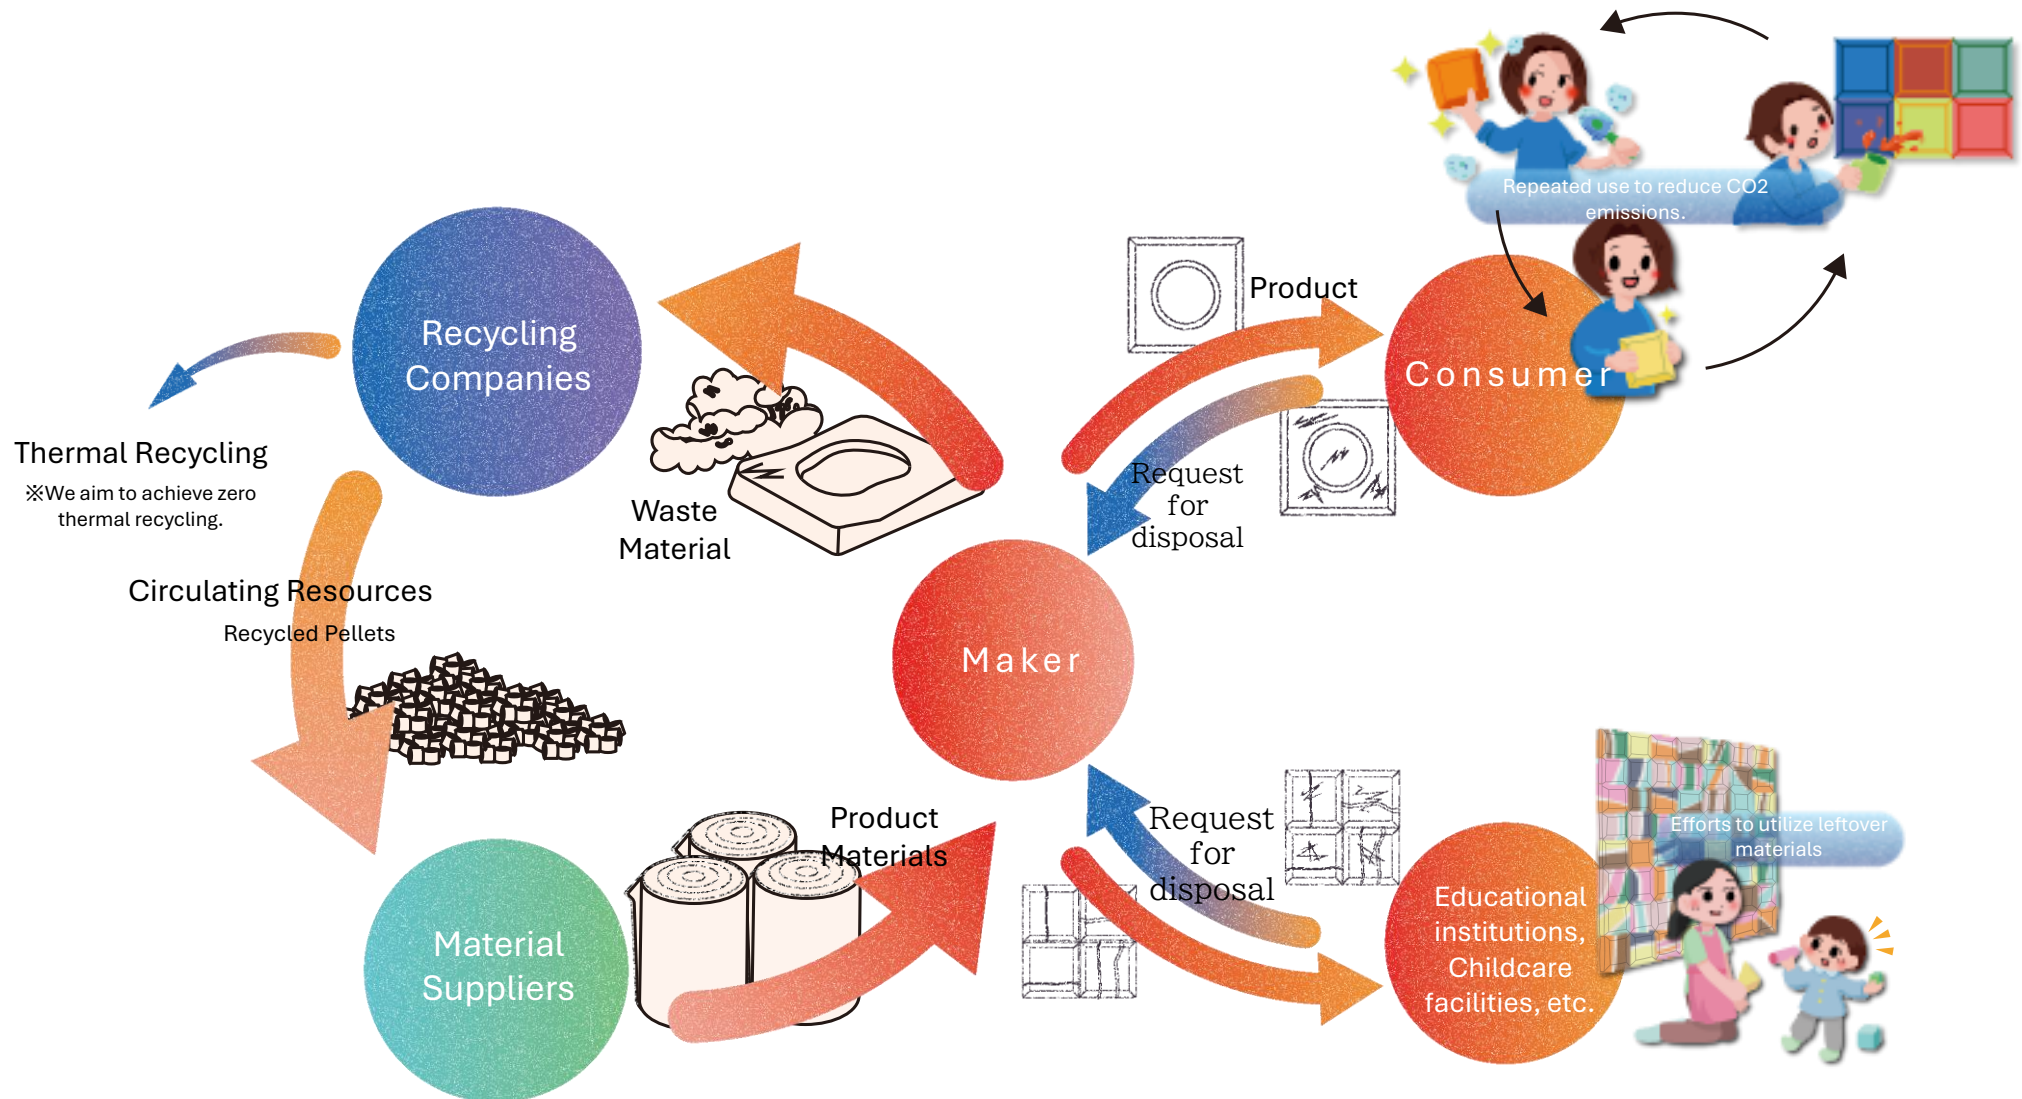 Repeated use to reduce CO2
emissions.
Product
Consumer
Recycling
Companies
Request
for
disposal
Thermal Recycling
※We aim to achieve zero
thermal recycling.
Waste
Material
Circulating Resources
Recycled Pellets
Maker
Product
Materials
Request
for
disposal
Efforts to utilize leftover
materials
Material
Suppliers
Educational
institutions,
Childcare
facilities, etc.